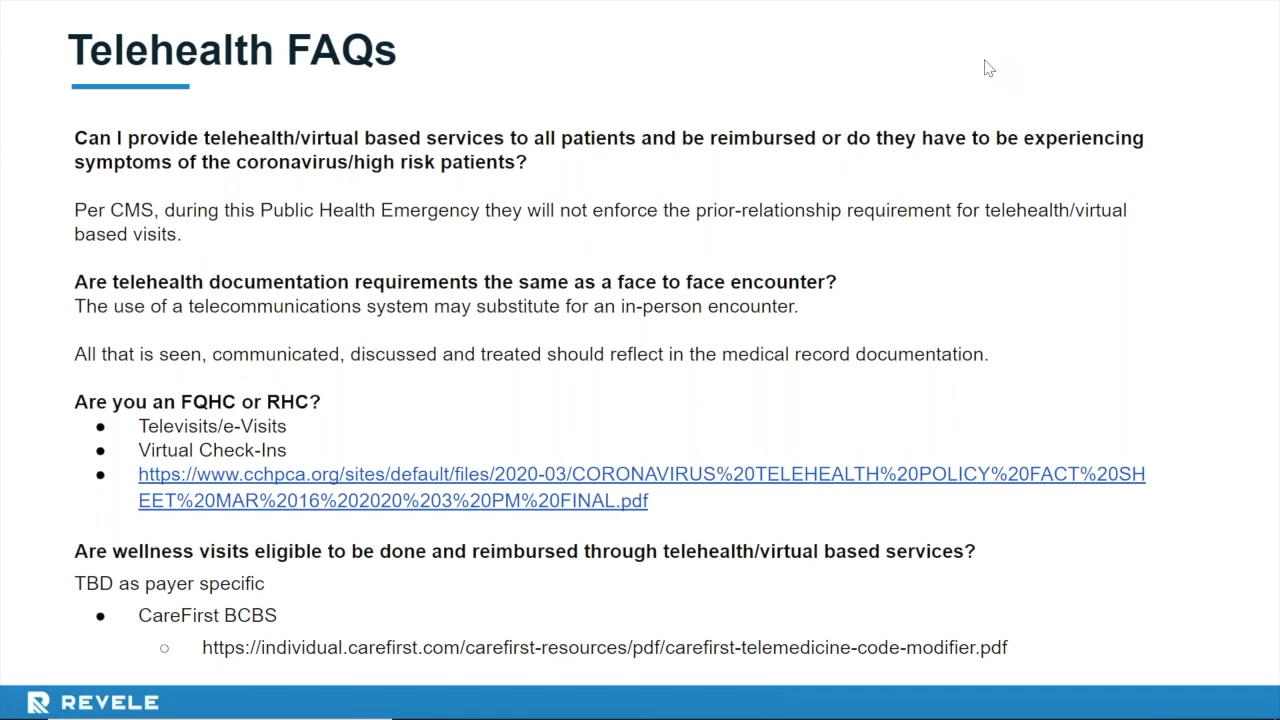 Telehealth FAQs
Can I provide telehealth/virtual based services to all patients and be reimbursed or do they have to be experiencing
symptoms of the coronavirus/high risk patients?
Per CMS, during this Public Health Emergency they will not enforce the prior-relationship requirement for telehealth/virtual
based visits.
Are telehealth documentation requirements the same as a face to face encounter?
The use of a telecommunications system may substitute for an in-person encounter.
All that is seen, communicated, discussed and treated should reflect in the medical record documentation.
Are you an FQHC or RHC?
● Televisits/e-Visits
● Virtual Check-Ins
● https://www.cchpca.org/sites/default/files/2020-03/CORONAVIRUS%20TELEHEALTH%20POLICY%20FACT%20SH
EET%20MAR%2016%202020%203%20PM%20FINAL.pdf
Are wellness visits eligible to be done and reimbursed through telehealth/virtual based services?
TBD as payer specific
● CareFirst BCBS
○ https://individual.carefirst.com/carefirst-resources/pdf/carefirst-telemedicine-code-modifier.pdf
REVELE